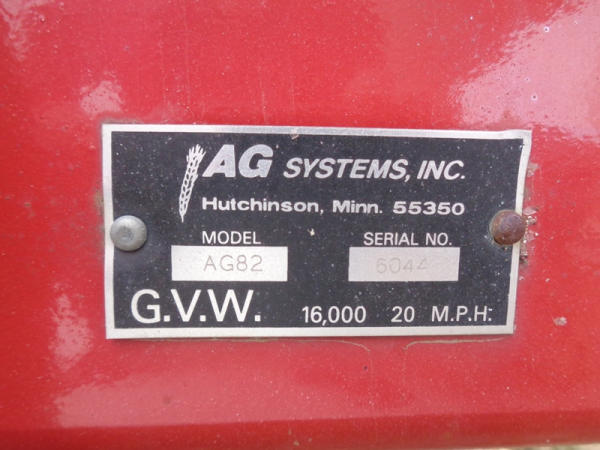 AG SYSTEMS, INC.
Hutchinson, Minn. 55350
MODEL SERIAL NO.
AG82 6044
G.V.W. 16,000 20 M.P.H.